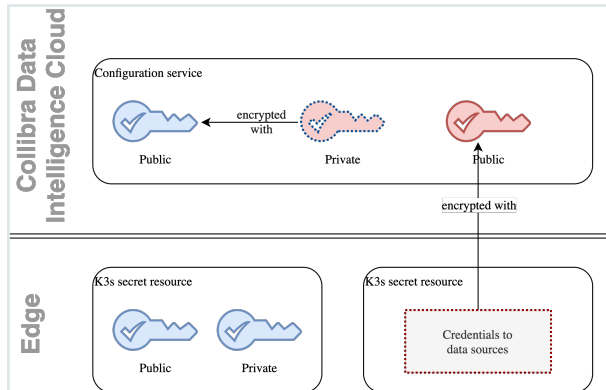 Collibra Data
Intelligence Cloud
Configuration service
encrypted
with
Public
Private
Public
encrypted with
Edge
K3s secret resource
Public
Private
K3s secret resource
Credentials to
data sources